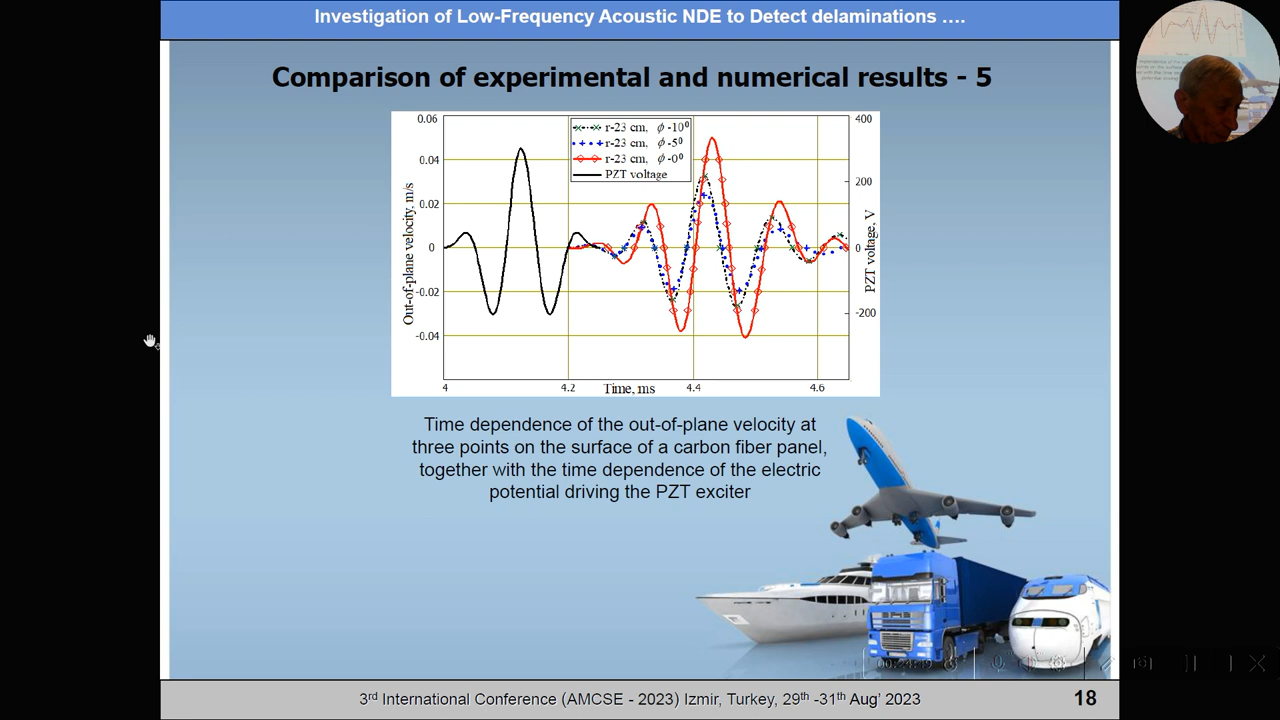 Investigation of Low-Frequency Acoustic NDE to Detect delaminations ….
Comparison of experimental and numerical results - 5
0.06
0.04
0.02
0
-0.02
-0.04
Out-of-plane velocity, m/s
r-23 cm, ϕ -10⁰
r-23 cm, ϕ -5⁰
r-23 cm, ϕ -0⁰
PZT voltage
400
200
0
-200
PZT voltage, V
4
4.2
4.4
4.6
Time, ms
Time dependence of the out-of-plane velocity at
three points on the surface of a carbon fiber panel,
together with the time dependence of the electric
potential driving the PZT exciter
3rd International Conference (AMCSE - 2023) Izmir, Turkey, 29th -31th Aug' 2023
18